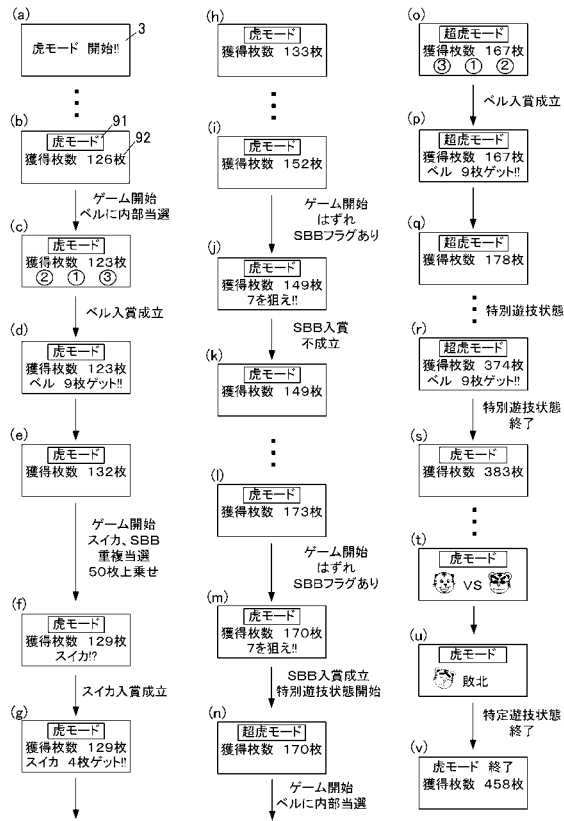 (a)
3
虎モード 開始!!
(b)
91
虎モード
92
獲得枚数 126枚
ゲーム開始
ベルに内部当選
(c)
虎モード
獲得枚数 123枚
② ① ③
ベル入賞成立
(d)
虎モード
獲得枚数 123枚
ベル 9枚ゲット!!
(e)
虎モード
獲得枚数 132枚
ゲーム開始
スイカ、SBB
重複当選
50枚上乗せ
(f)
虎モード
獲得枚数 129枚
スイカ!?
スイカ入賞成立
(g)
虎モード
獲得枚数 129枚
スイカ 4枚ゲット!!
(h)
虎モード
獲得枚数 133枚
(i)
虎モード
獲得枚数 152枚
ゲーム開始
はずれ
SBBフラグあり
(j)
虎モード
獲得枚数 149枚
7を狙え!!
SBB入賞
不成立
(k)
虎モード
獲得枚数 149枚
(l)
虎モード
獲得枚数 173枚
ゲーム開始
はずれ
SBBフラグあり
(m)
虎モード
獲得枚数 170枚
7を狙え!!
SBB入賞成立
特別遊技状態開始
(n)
超虎モード
獲得枚数 170枚
ゲーム開始
ベルに内部当選
(o)
超虎モード
獲得枚数 167枚
③ ① ②
ベル入賞成立
(p)
超虎モード
獲得枚数 167枚
ベル 9枚ゲット!!
(q)
超虎モード
獲得枚数 178枚
特別遊技状態
(r)
超虎モード
獲得枚数 374枚
ベル 9枚ゲット!!
特別遊技状態
終了
(s)
虎モード
獲得枚数 383枚
(t)
虎モード
VS
(u)
虎モード
敗北
特定遊技状態
終了
(v)
虎モード 終了
獲得枚数 458枚